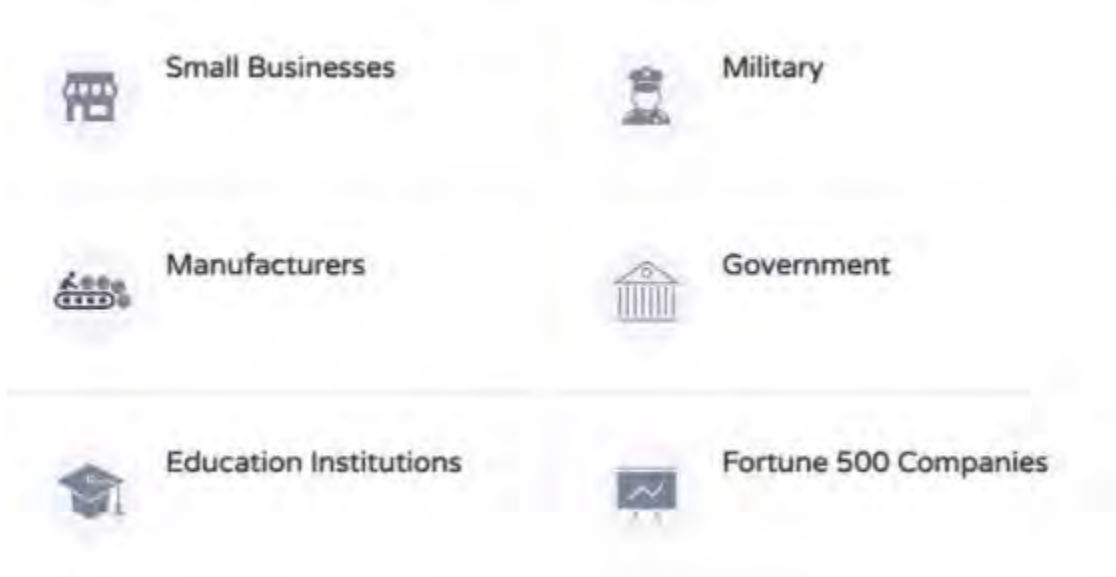 Small Businesses
Military
Manufacturers
Government
Education Institutions
Fortune 500 Companies